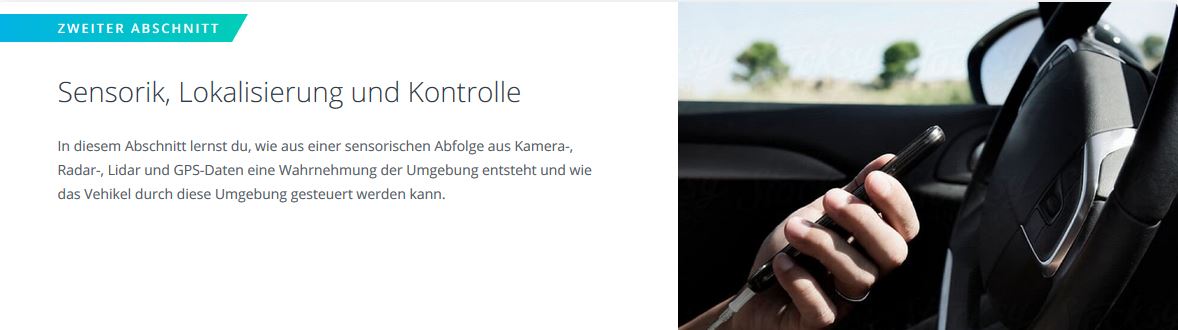 ZWEITER ABSCHNITT
Sensorik, Lokalisierung und Kontrolle
In diesem Abschnitt lernst du, wie aus einer sensorischen Abfolge aus Kamera-,
Radar-, Lidar und GPS-Daten eine Wahrnehmung der Umgebung entsteht und wie
das Vehikel durch diese Umgebung gesteuert werden kann.